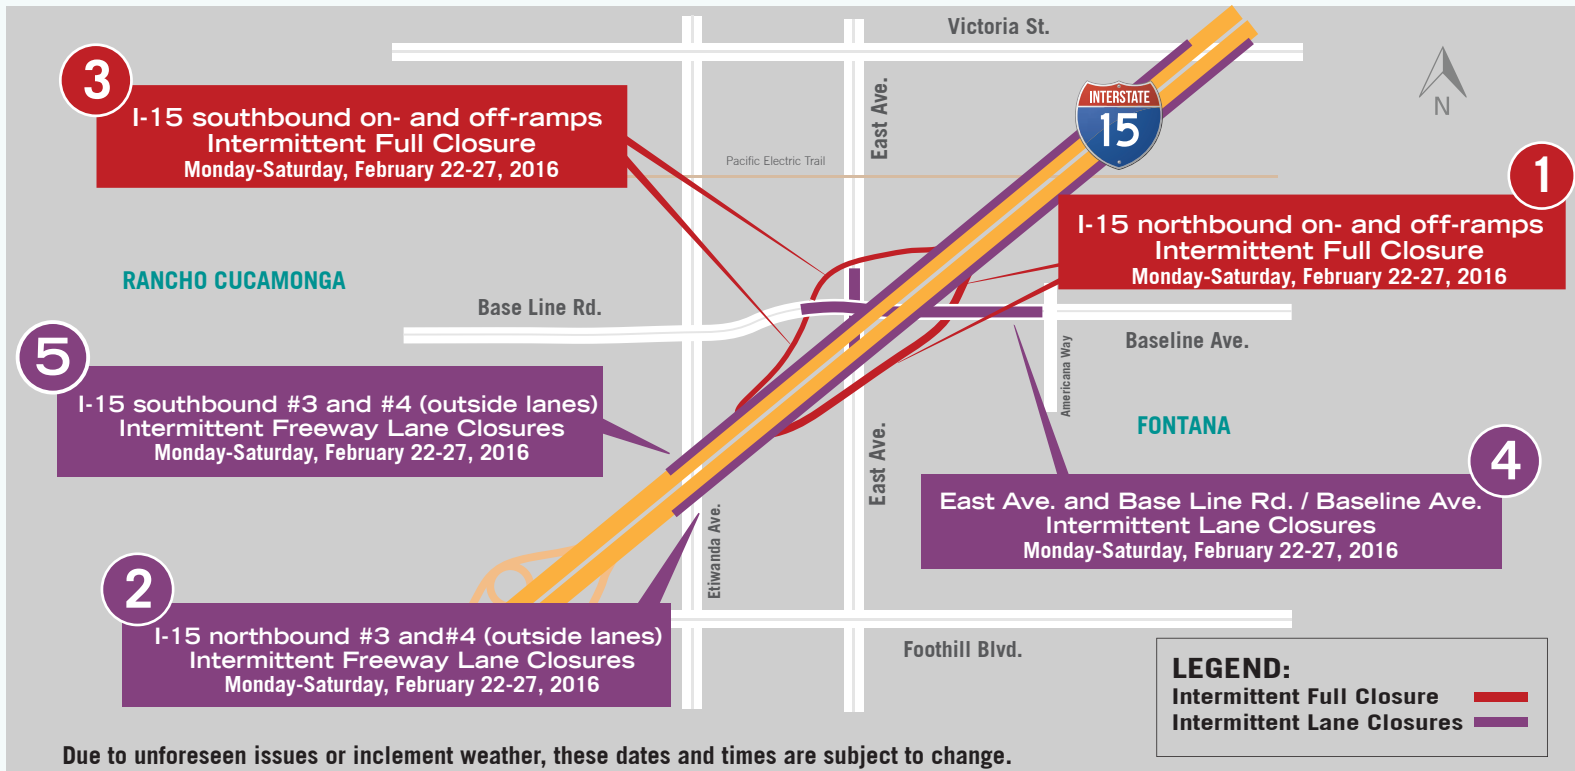 Victoria St.
3
I-15 southbound on- and off-ramps
Intermittent Full Closure
Monday-Saturday, February 22-27, 2016
East Ave.
INTERSTATE
15
N
Pacific Electric Trail
1
I-15 northbound on- and off-ramps
Intermittent Full Closure
Monday-Saturday, February 22-27, 2016
RANCHO CUCAMONGA
Base Line Rd.
Baseline Ave.
Americana Way
5
I-15 southbound #3 and #4 (outside lanes)
Intermittent Freeway Lane Closures
Monday-Saturday, February 22-27, 2016
FONTANA
East Ave.
4
East Ave. and Base Line Rd. / Baseline Ave.
Intermittent Lane Closures
Monday-Saturday, February 22-27, 2016
Etiwanda Ave.
2
I-15 northbound #3 and#4 (outside lanes)
Intermittent Freeway Lane Closures
Monday-Saturday, February 22-27, 2016
Foothill Blvd.
LEGEND:
Intermittent Full Closure
Intermittent Lane Closures
Due to unforeseen issues or inclement weather, these dates and times are subject to change.